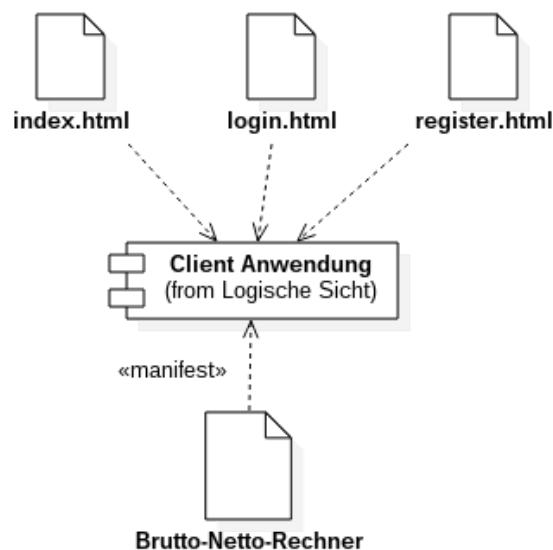 index.html
login.html
register.html
Client Anwendung
(from Logische Sicht)
«manifest»
Brutto-Netto-Rechner